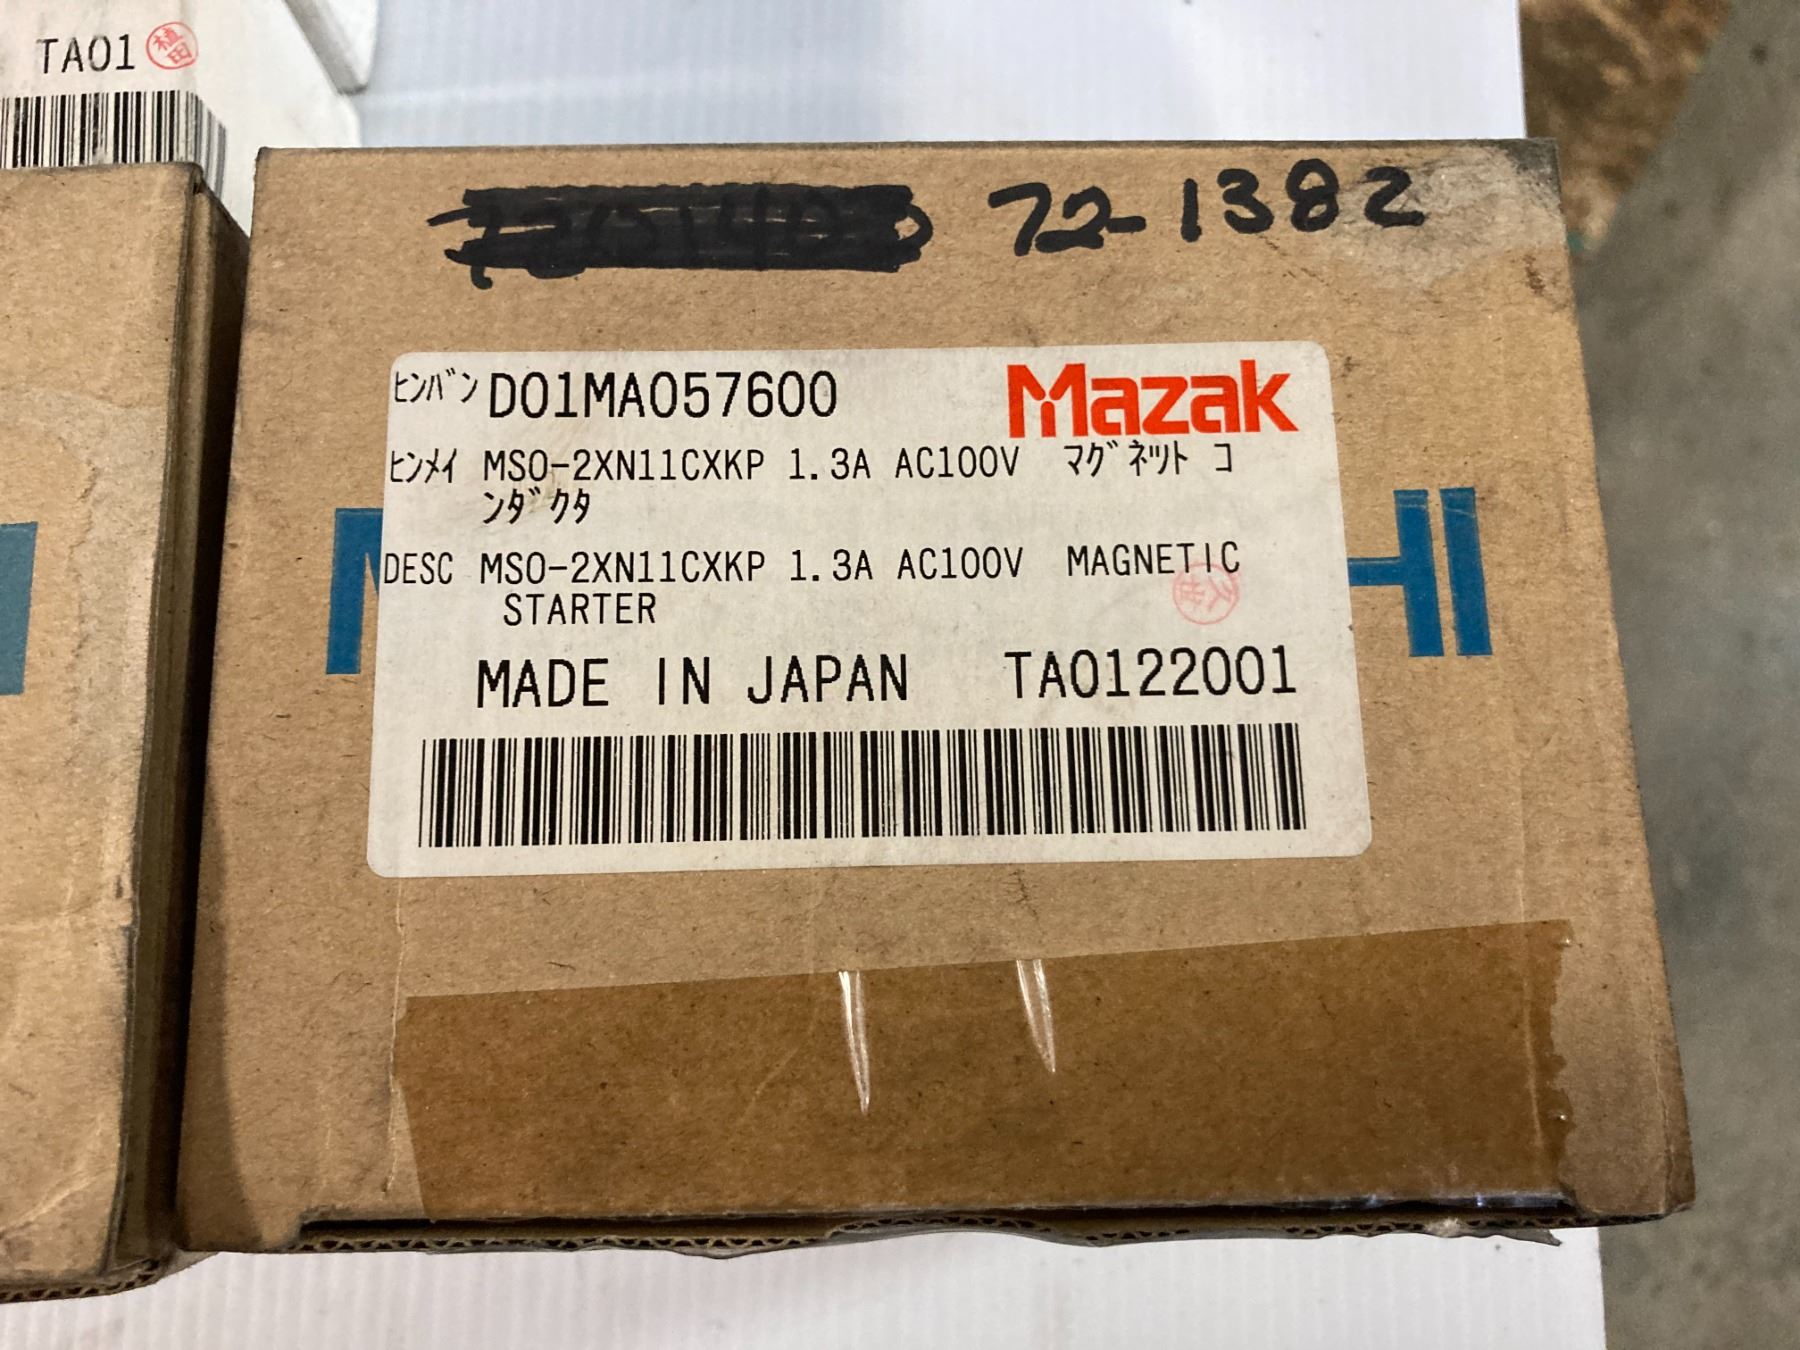 TA01 植田
72-1382
ヒンバン D01MA057600 Mazak
ヒンメイ MSO-2XN11CXKP 1.3A AC100V マグネット コ
ンダクタ
DESC MSO-2XN11CXKP 1.3A AC100V MAGNETIC
STARTER
MADE IN JAPAN TA0122001